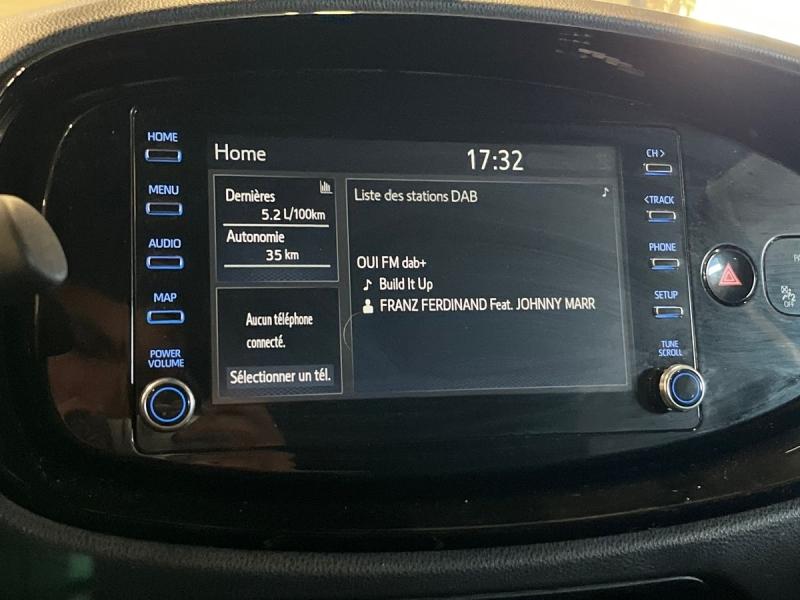 HOME
MENU
AUDIO
MAP
POWER
VOLUME
Home
17:32
Dernières
5.2 L/100km
Autonomie
35 km
Aucun téléphone
connecté.
Sélectionner un tél.
Liste des stations DAB
OUI FM dab+
Build It Up
FRANZ FERDINAND Feat. JOHNNY MARR
CH >
< TRACK
PHONE
SETUP
TUNE
SCROLL
OFF